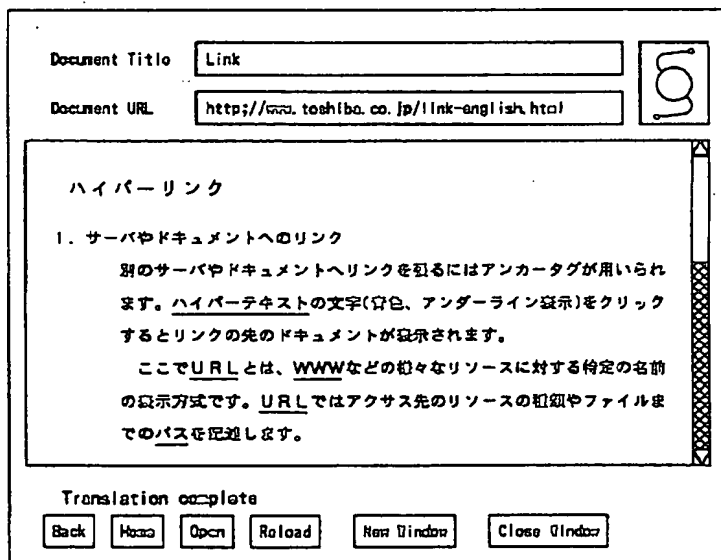 Document Title Link
Document URL http;//www.toshiba.co.jp/link-english.html
ハイパーリンク
1．サーバやドキュメントへのリンク
別のサーバやドキュメントへリンクを張るにはアンカータグが用いられ
ます。ハイパーテキストの文字(青色、アンダーライン表示)をクリック
するとリンクの先のドキュメントが表示されます。
ここでURLとは、WWWなどの様々なリソースに対する特定の名前
の表示方式です。URLではアクサス先のリソースの種類やファイルま
でのパスを記述します。
Translation complete
Back Home Open Reload New Window Close Window